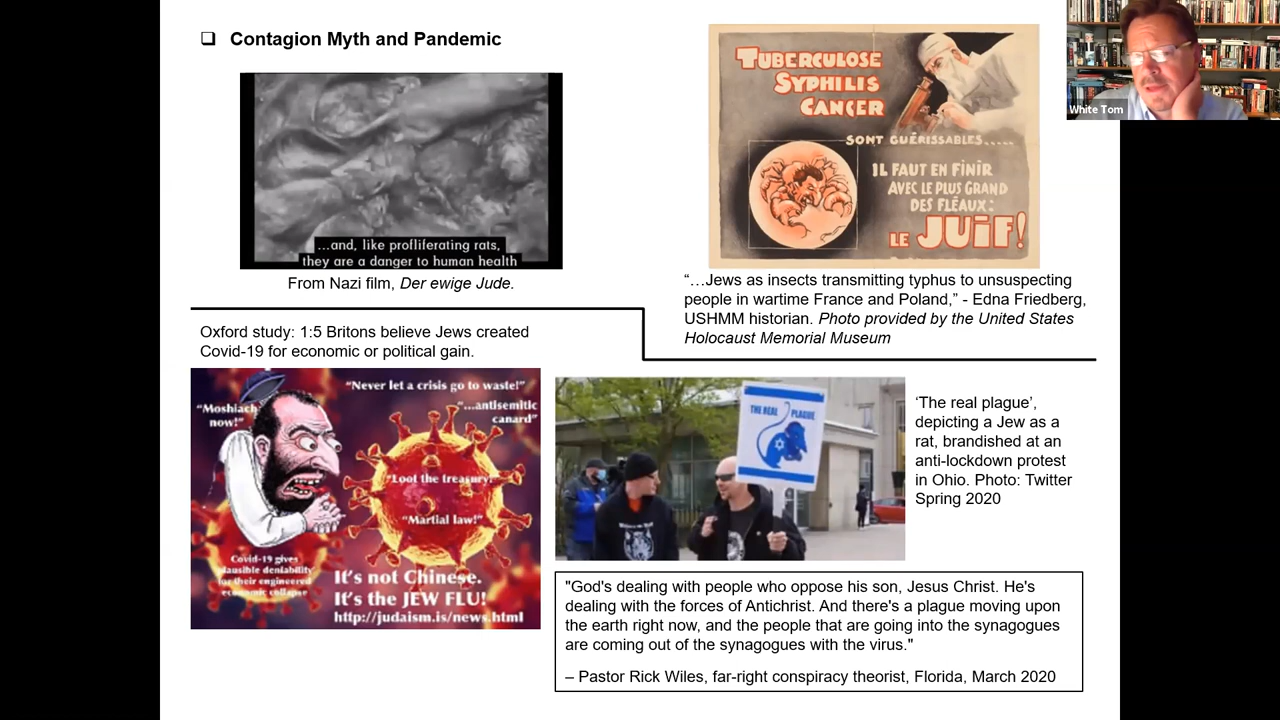 Contagion Myth and Pandemic
...and, like profliferating rats,
they are a danger to human health
From Nazi film, Der ewige Jude.
TUBERCULOSE
SYPHILIS
CANCER
SONT GUÉRISSABLES.....
IL FAUT EN FINIR
AVEC LE PLUS GRAND
DES FLÉAUX:
LE JUIF!
White Tom
“…Jews as insects transmitting typhus to unsuspecting
people in wartime France and Poland,” - Edna Friedberg,
USHMM historian. Photo provided by the United States
Holocaust Memorial Museum
Oxford study: 1:5 Britons believe Jews created
Covid-19 for economic or political gain.
“Never let a crisis go to waste!”
“Moshiach
now!”
“...antisemitic
canard”
“Loot the treasury!”
“Martial law!”
Covid-19 gives
plausible deniability
for their engineered
economic collapse
It’s not Chinese.
It’s the JEW FLU!
http://judaism.is/news.html
THE REAL PLAGUE
‘The real plague’,
depicting a Jew as a
rat, brandished at an
anti-lockdown protest
in Ohio. Photo: Twitter
Spring 2020
"God's dealing with people who oppose his son, Jesus Christ. He's
dealing with the forces of Antichrist. And there's a plague moving upon
the earth right now, and the people that are going into the synagogues
are coming out of the synagogues with the virus."
– Pastor Rick Wiles, far-right conspiracy theorist, Florida, March 2020